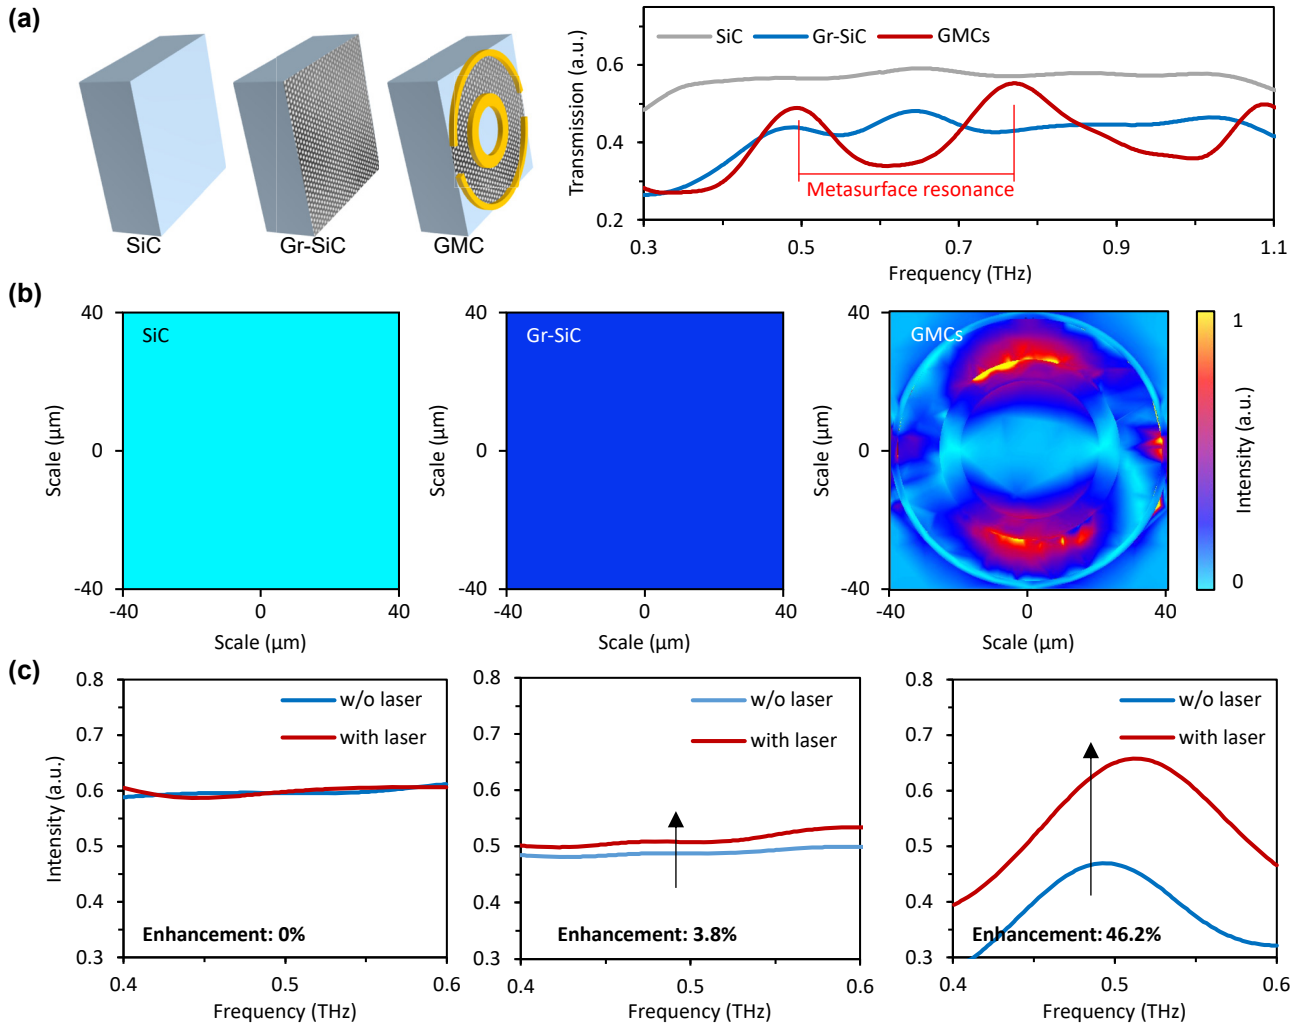 (a)
SiC
Gr-SiC
GMC
SiC Gr-SiC GMCs
Transmission (a.u.)
0.6
0.4
0.2
Metasurface resonance
0.3 0.5 0.7 0.9 1.1
Frequency (THz)
(b)
SiC
Scale (µm)
40
0
-40
-40 0 40
Scale (µm)
Gr-SiC
Scale (µm)
40
0
-40
-40 0 40
Scale (µm)
GMCs
Scale (µm)
40
0
-40
-40 0 40
Scale (µm)
1
0
Intensity (a.u.)
(c)
Intensity (a.u.)
0.8
0.7
0.6
0.5
0.4
0.3
w/o laser
with laser
Enhancement: 0%
0.4 0.5 0.6
Frequency (THz)
0.8
0.7
0.6
0.5
0.4
0.3
w/o laser
with laser
Enhancement: 3.8%
0.4 0.5 0.6
Frequency (THz)
0.8
0.7
0.6
0.5
0.4
0.3
w/o laser
with laser
Enhancement: 46.2%
0.4 0.5 0.6
Frequency (THz)